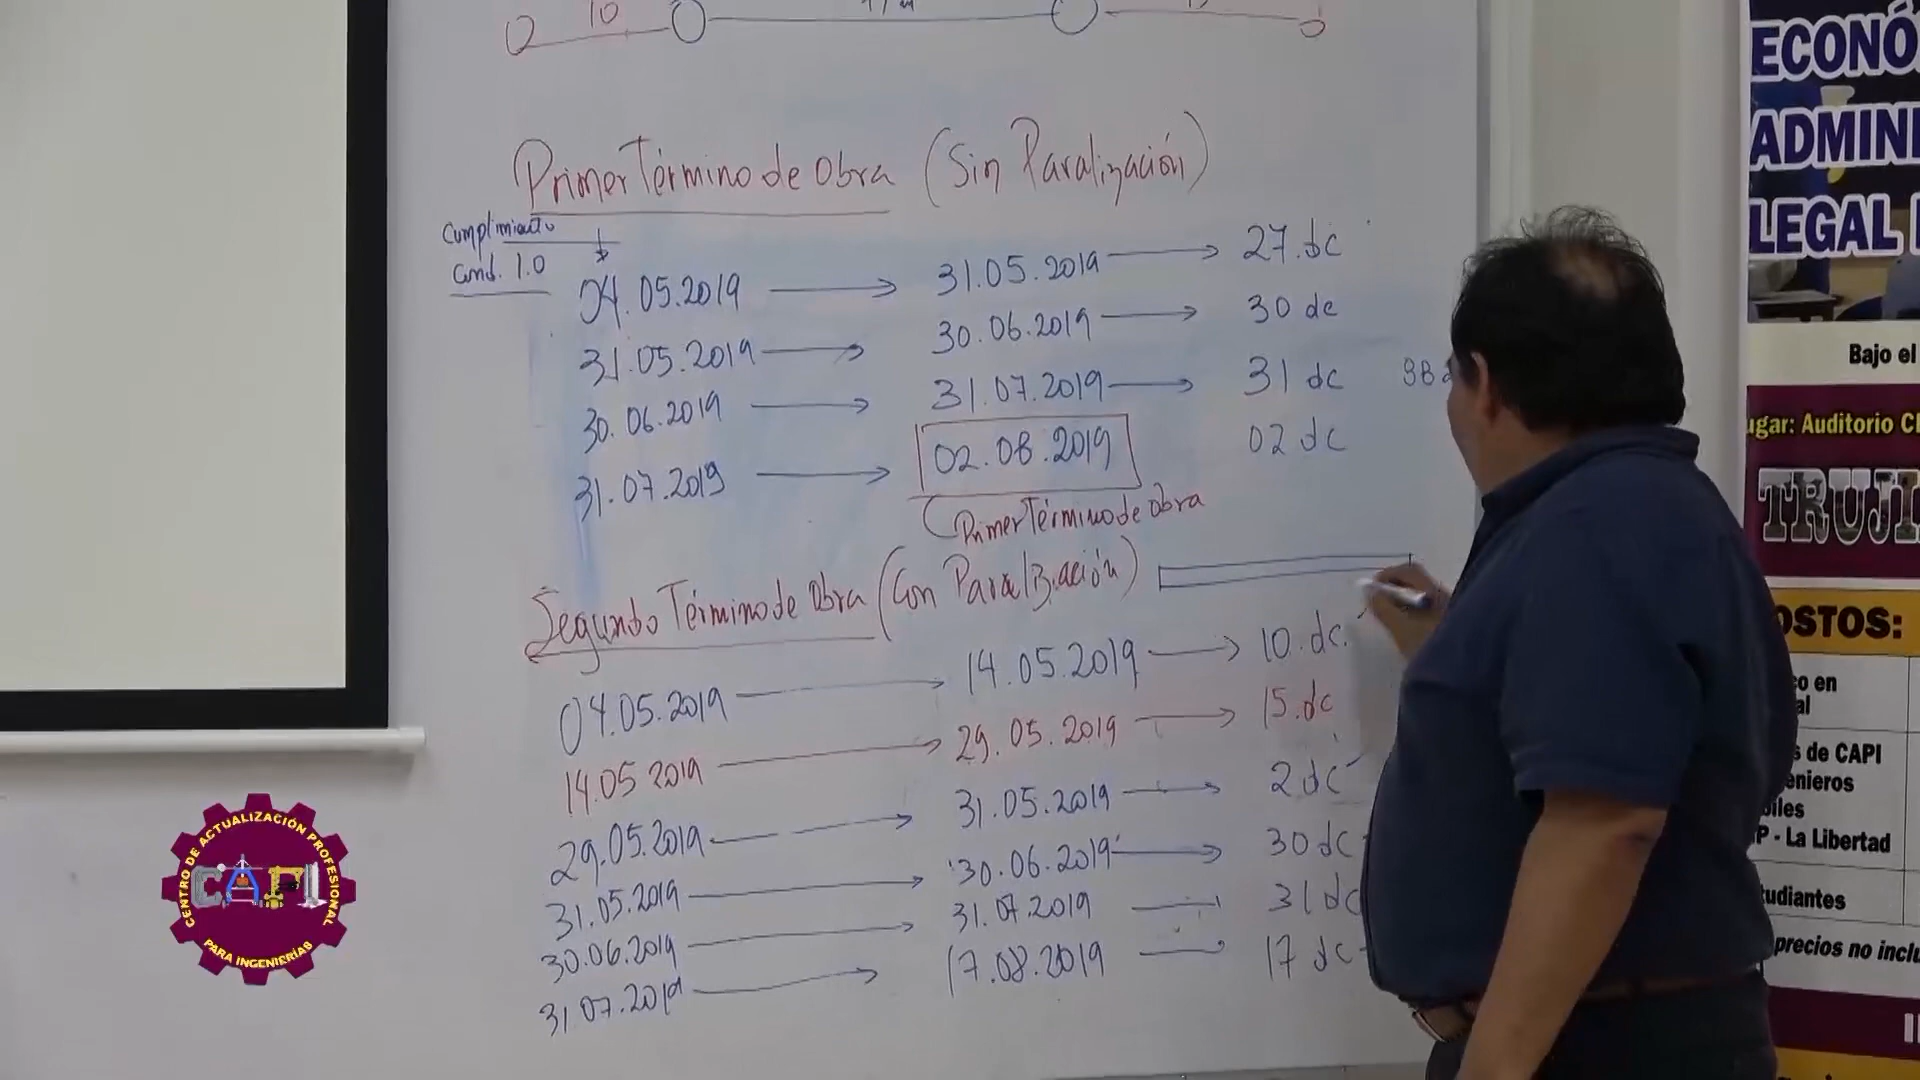 10
Primer Término de Obra (Sin Paralización)
Cumplimiento
Cond. 1.0
04.05.2019 → 31.05.2019 → 27.dc
31.05.2019 → 30.06.2019 → 30 dc
30.06.2019 → 31.07.2019 → 31 dc
31.07.2019 → 02.08.2019 02 dc
Primer Término de Obra
Segundo Término de Obra (Con Paralización)
04.05.2019 → 14.05.2019 → 10.dc.
14.05 2019 → 29.05.2019 → 15.dc
29.05.2019 → 31.05.2019 → 2 dc
31.05.2019 → 30.06.2019 → 30 dc
30.06.2019 → 31.07.2019 → 31 dc
31.07.2019 → 17.08.2019 → 17 dc
CENTRO DE ACTUALIZACIÓN PROFESIONAL
CAPI
PARA INGENIERÍAS
ECONÓ
ADMINI
LEGAL
Bajo el
ugar: Auditorio CI
TRUJI
OSTOS:
co en
al
s de CAPI
genieros
iles
P - La Libertad
tudiantes
precios no inclu